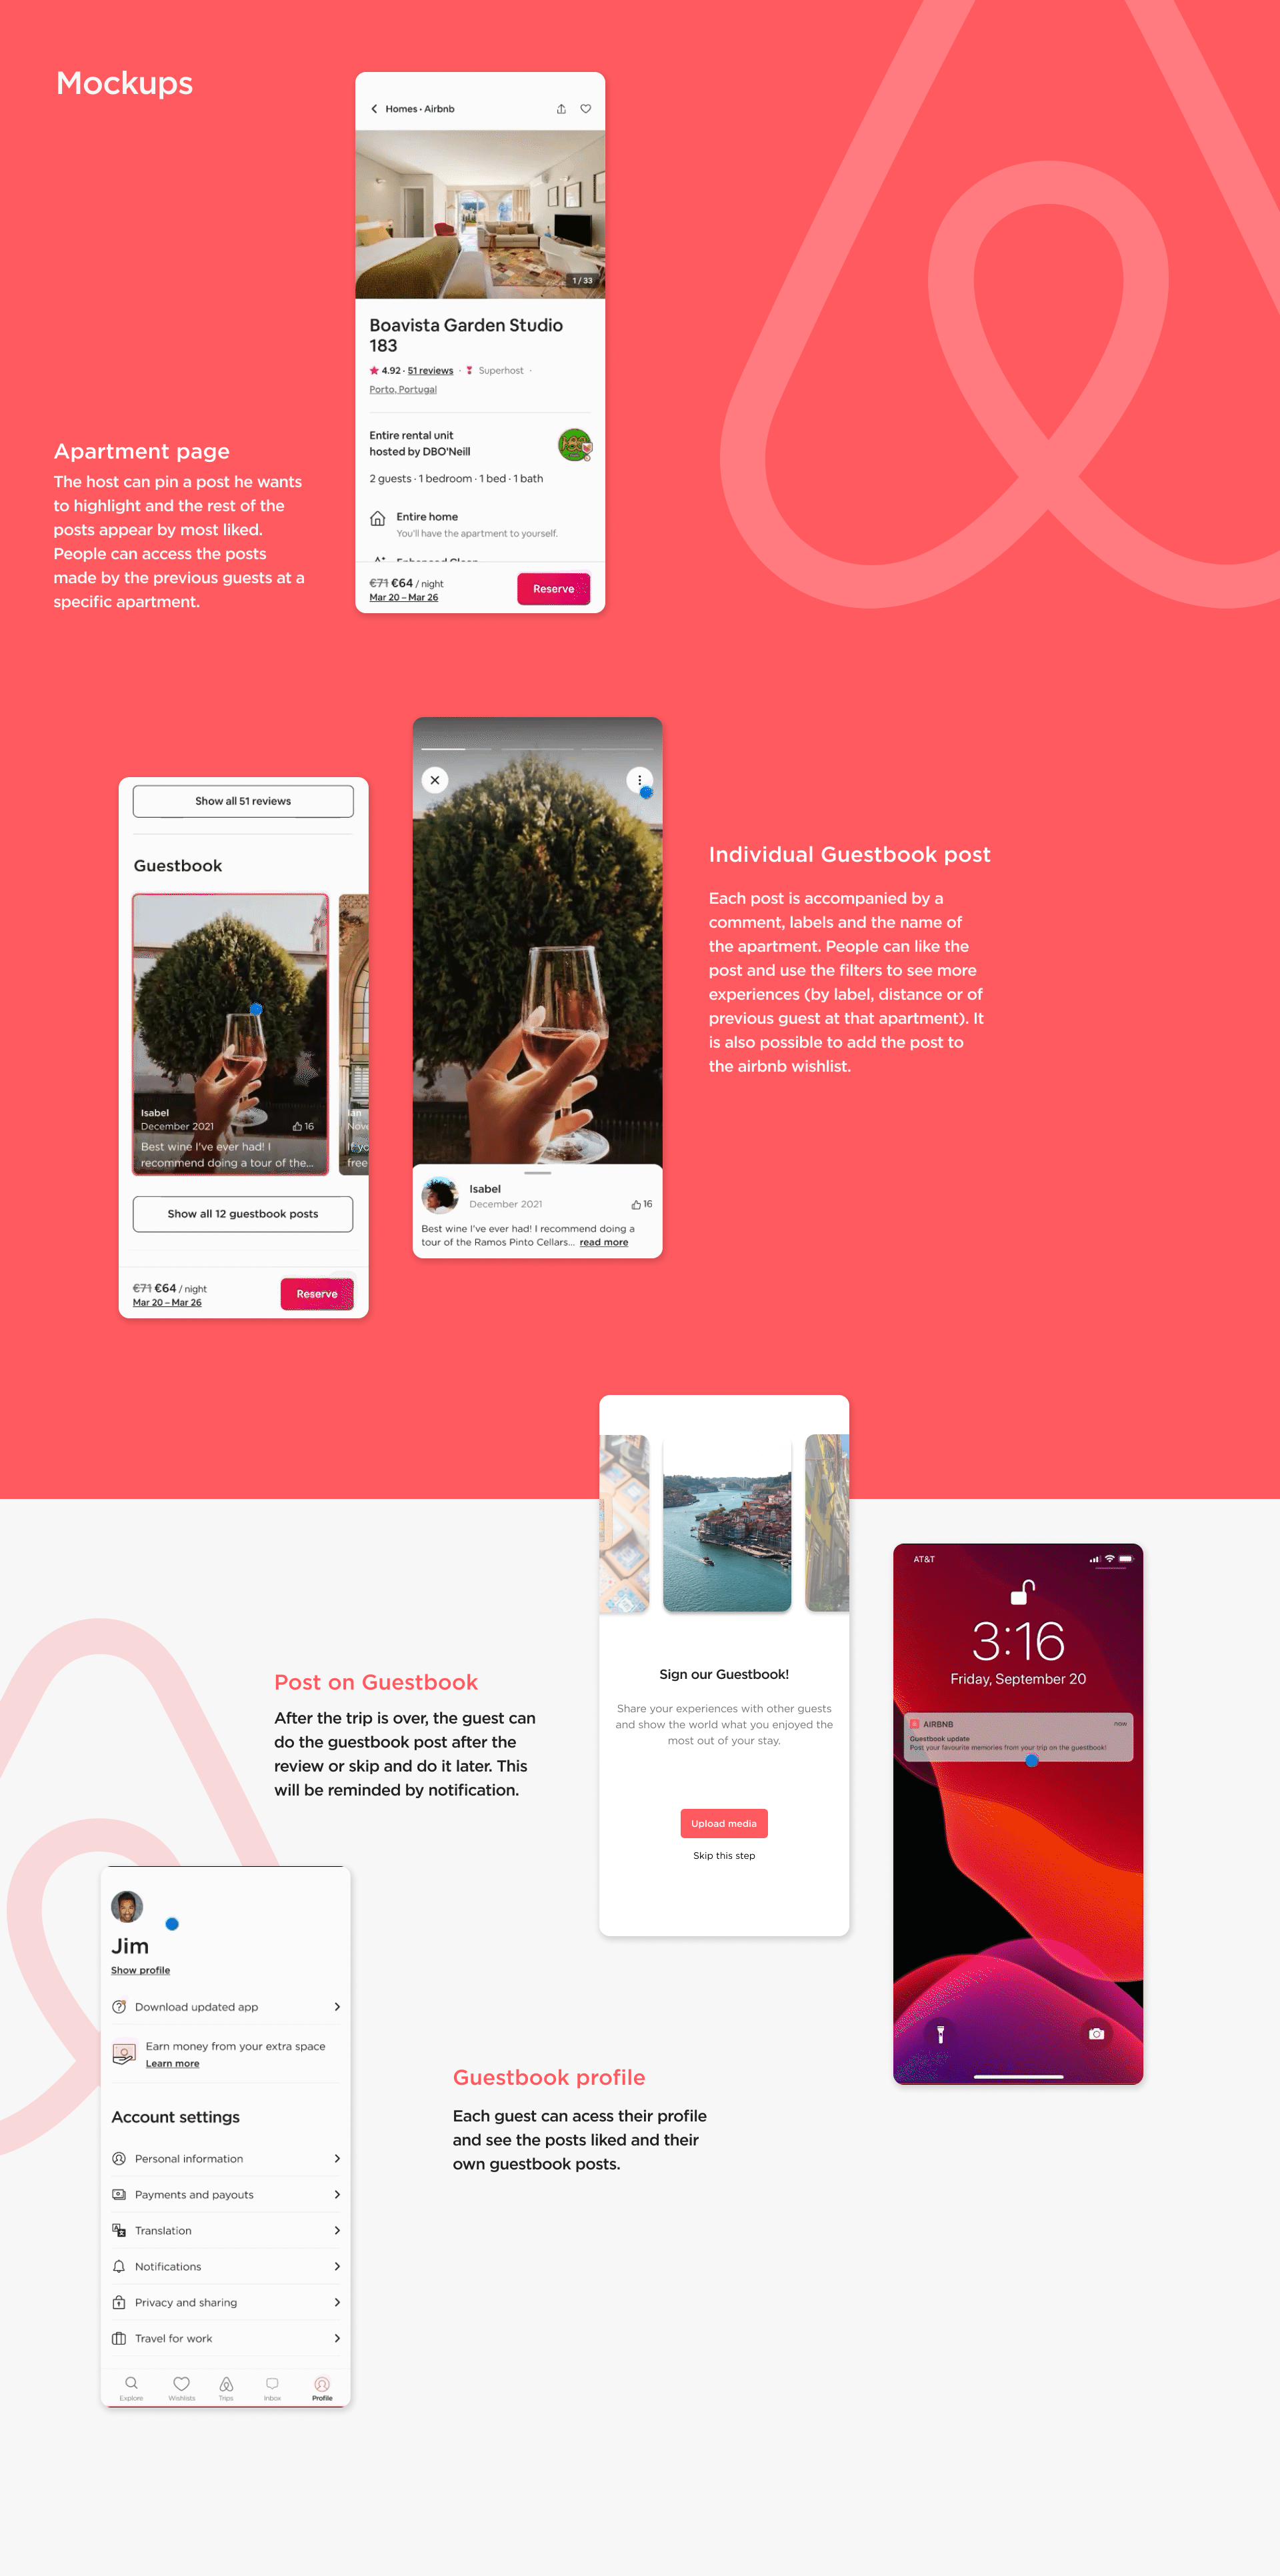 Mockups
Homes · Airbnb
1 / 33
Boavista Garden Studio
183
4.92 · 51 reviews · Superhost ·
Porto, Portugal
Entire rental unit
hosted by DBO'Neill
2 guests · 1 bedroom · 1 bed · 1 bath
Entire home
You'll have the apartment to yourself.
€71 €64 / night
Mar 20 – Mar 26
Reserve
Apartment page
The host can pin a post he wants
to highlight and the rest of the
posts appear by most liked.
People can access the posts
made by the previous guests at a
specific apartment.
Show all 51 reviews
Guestbook
Isabel
December 2021
16
Best wine I've ever had! I
recommend doing a tour of the...
Ian
free
Show all 12 guestbook posts
€71 €64 / night
Mar 20 – Mar 26
Reserve
Isabel
December 2021
16
Best wine I've ever had! I recommend doing a
tour of the Ramos Pinto Cellars... read more
Individual Guestbook post
Each post is accompanied by a
comment, labels and the name of
the apartment. People can like the
post and use the filters to see more
experiences (by label, distance or of
previous guest at that apartment). It
is also possible to add the post to
the airbnb wishlist.
Sign our Guestbook!
Share your experiences with other guests
and show the world what you enjoyed the
most out of your stay.
Upload media
Skip this step
AT&T
3:16
Friday, September 20
AIRBNB
now
Guestbook update
Post your favourite memories from your trip on the guestbook!
Post on Guestbook
After the trip is over, the guest can
do the guestbook post after the
review or skip and do it later. This
will be reminded by notification.
Jim
Show profile
Download updated app
Earn money from your extra space
Learn more
Account settings
Personal information
Payments and payouts
Translation
Notifications
Privacy and sharing
Travel for work
Explore
Wishlists
Trips
Inbox
Profile
Guestbook profile
Each guest can acess their profile
and see the posts liked and their
own guestbook posts.